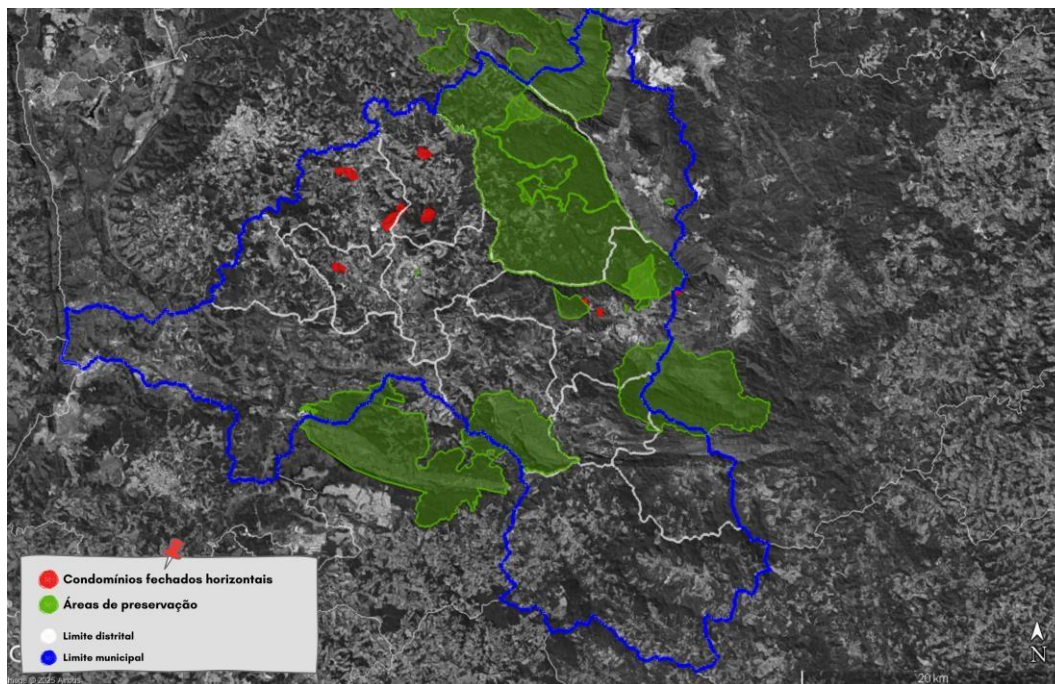 N
20 km
Condomínios fechados horizontais
Áreas de preservação
Limite distrital
Limite municipal
Image © 2025 Airbus